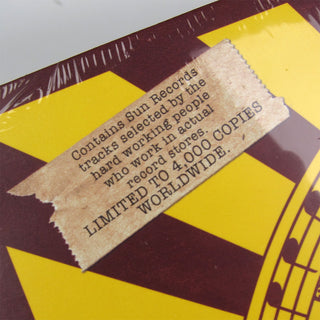 Contains Sun Records
tracks selected by the
hard working people
who work in actual
record stores.
LIMITED TO 4,000 COPIES
WORLDWIDE.